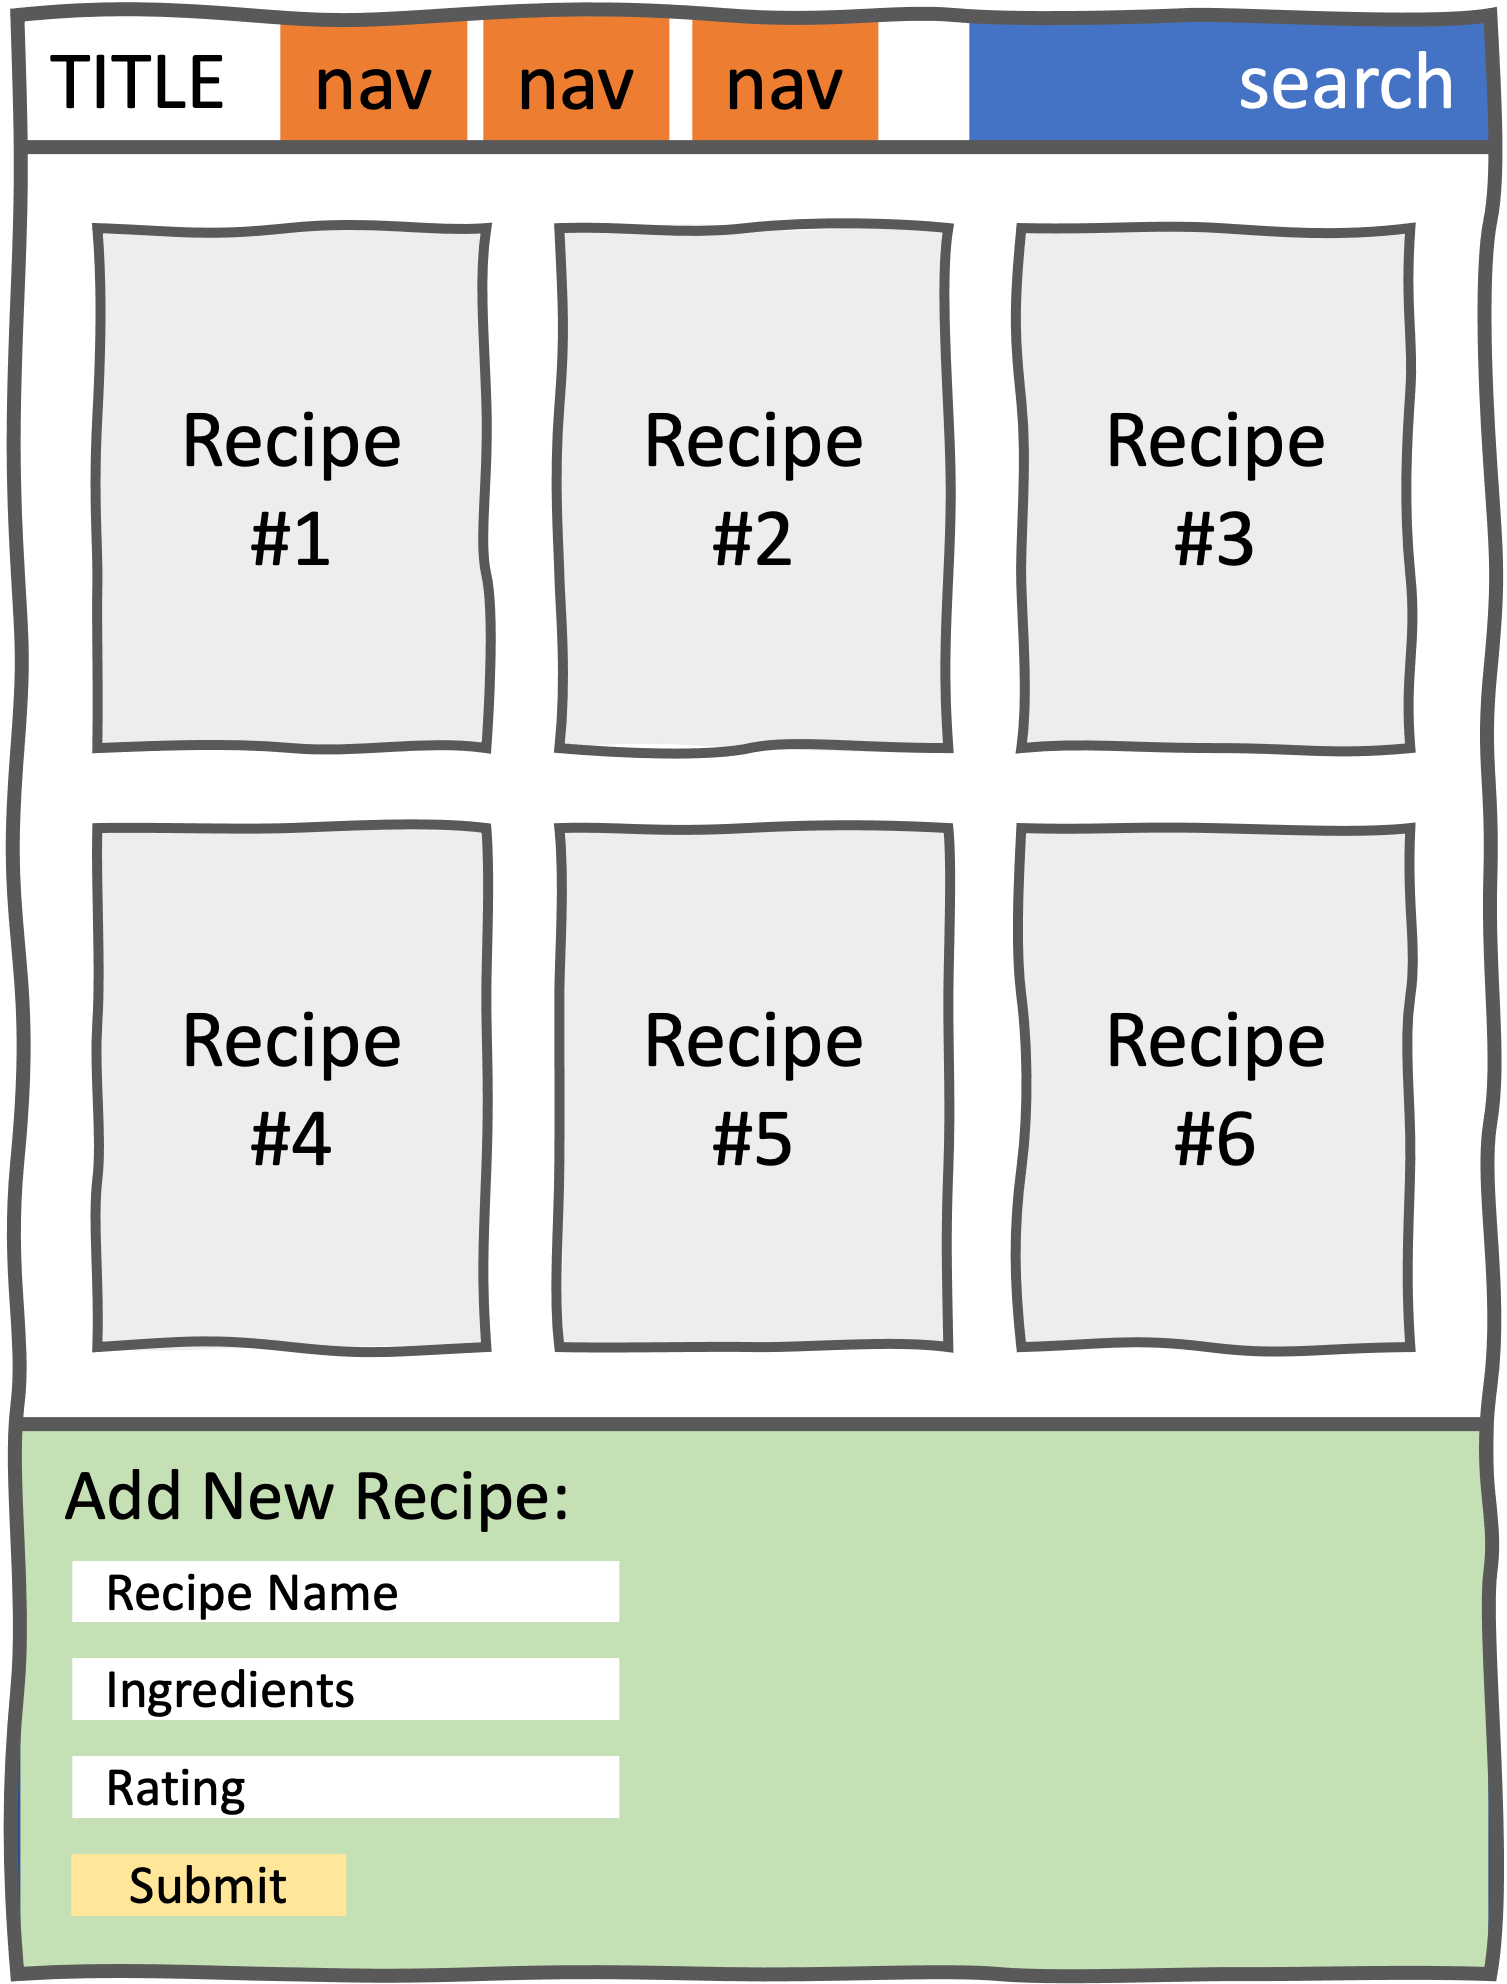 TITLE nav nav nav search
Recipe Recipe Recipe
#1 #2 #3
Recipe Recipe Recipe
#4 #5 #6
Add New Recipe:
Recipe Name
Ingredients
Rating
Submit